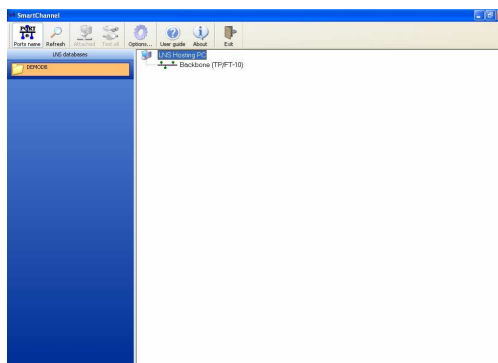 SmartChannel
PORT
Ports name Refresh Attached Test all Options... User guide About Exit
LNS databases
DEMODB
LNS Hosting PC
Backbone (TP/FT-10)